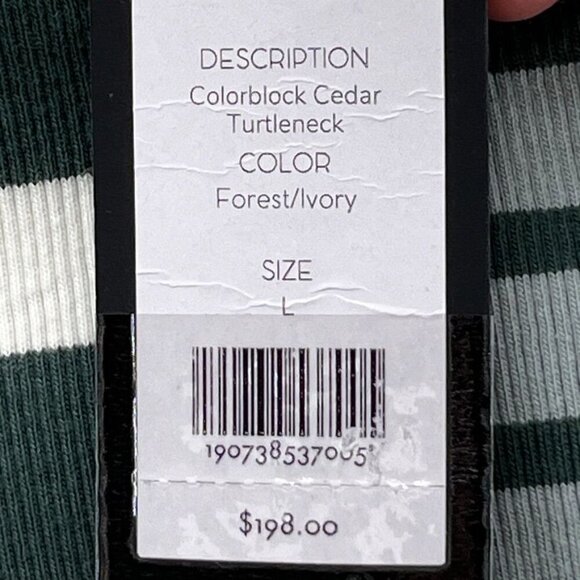 DESCRIPTION
Colorblock Cedar
Turtleneck
COLOR
Forest/Ivory
SIZE
L
190738537005
$198.00